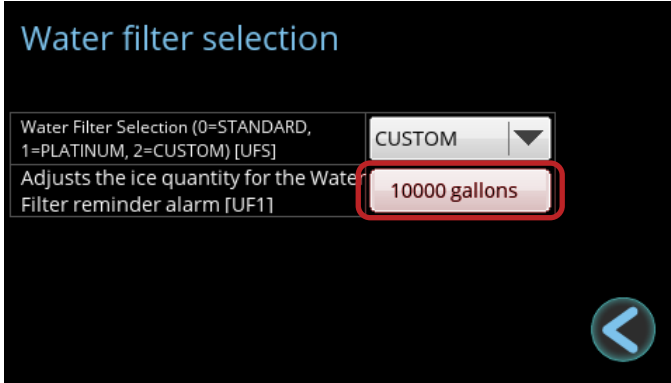 Water filter selection
Water Filter Selection (0=STANDARD,
1=PLATINUM, 2=CUSTOM) [UFS]
CUSTOM
Adjusts the ice quantity for the Water
Filter reminder alarm [UF1]
10000 gallons